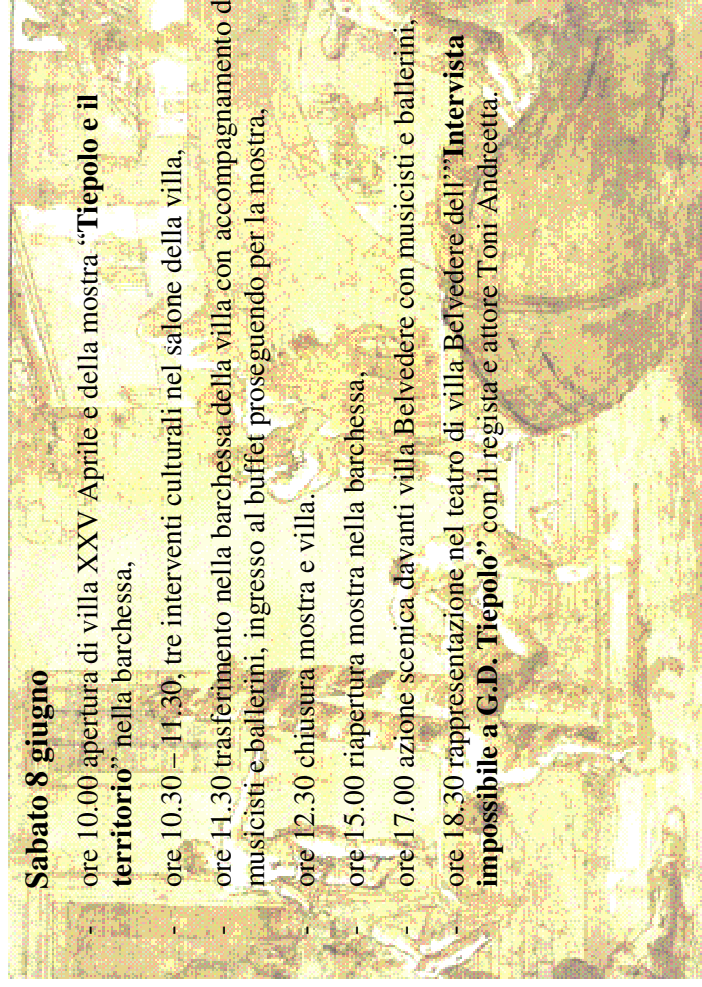 Sabato 8 giugno
- ore 10.00 apertura di villa XXV Aprile e della mostra “Tiepolo e il
territorio” nella barchessa,
- ore 10.30 – 11.30, tre interventi culturali nel salone della villa,
- ore 11.30 trasferimento nella barchessa della villa con accompagnamento d
musicisti e ballerini, ingresso al buffet proseguendo per la mostra,
- ore 12.30 chiusura mostra e villa.
- ore 15.00 riapertura mostra nella barchessa,
- ore 17.00 azione scenica davanti villa Belvedere con musicisti e ballerini,
- ore 18.30 rappresentazione nel teatro di villa Belvedere dell’”Intervista
impossibile a G.D. Tiepolo” con il regista e attore Toni Andreetta.